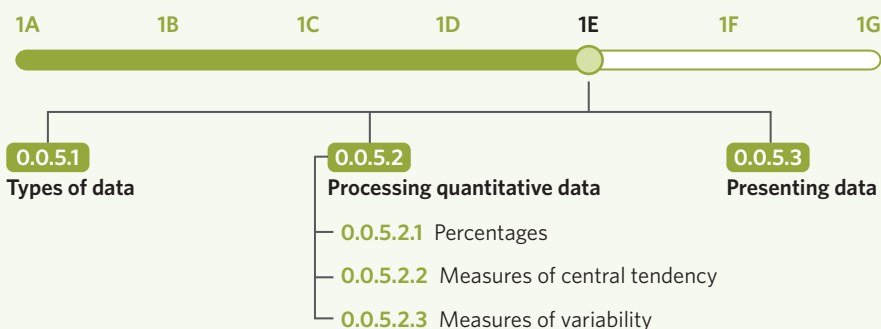 1A 1B 1C 1D 1E 1F 1G
0.0.5.1 0.0.5.2 0.0.5.3
Types of data Processing quantitative data Presenting data
0.0.5.2.1 Percentages
0.0.5.2.2 Measures of central tendency
0.0.5.2.3 Measures of variability